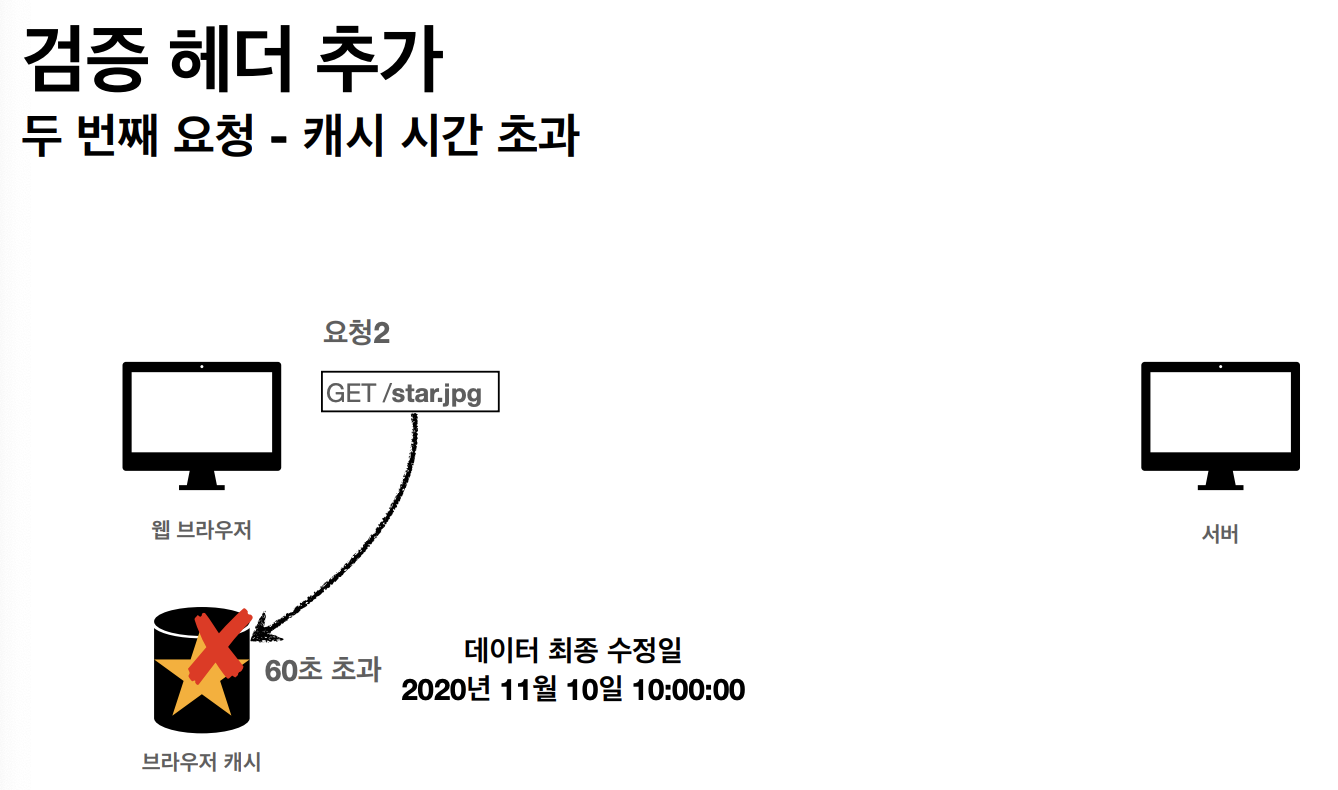 검증 헤더 추가
두 번째 요청 - 캐시 시간 초과
요청2
GET /star.jpg
웹 브라우저
서버
60초 초과
데이터 최종 수정일
2020년 11월 10일 10:00:00
브라우저 캐시